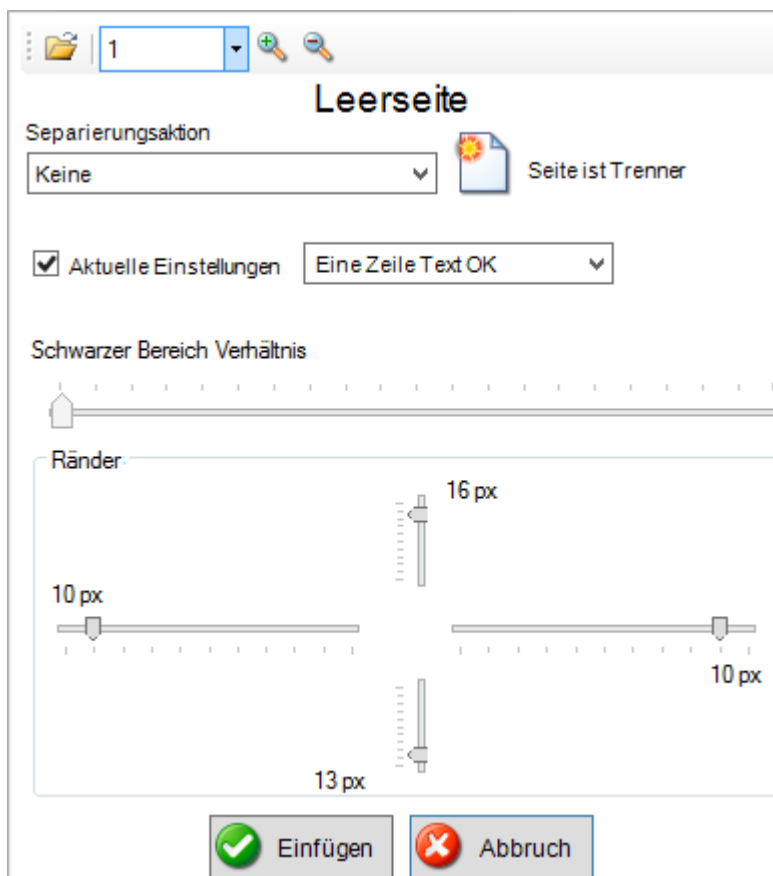 1
Leerseite
Separierungsaktion
Keine
Seite ist Trenner
Aktuelle Einstellungen
Eine Zeile Text OK
Schwarzer Bereich Verhältnis
Ränder
16 px
10 px
10 px
13 px
Einfügen
Abbruch